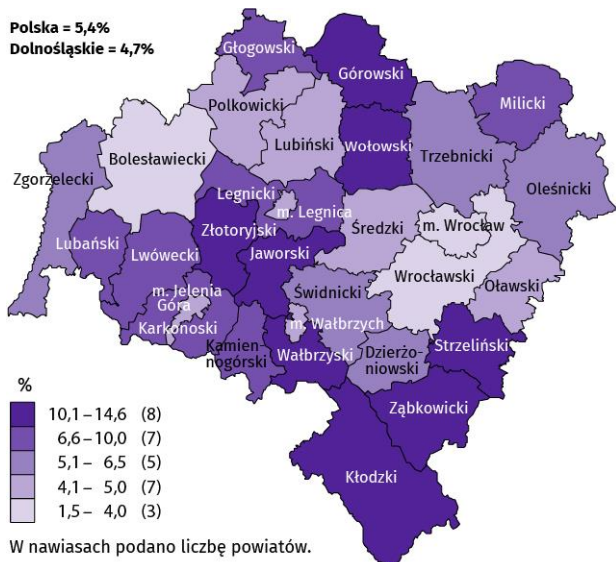 Polska = 5,4%
Dolnośląskie = 4,7%
Głogowski
Górowski
Milicki
Polkowicki
Lubiński
Wołowski
Trzebnicki
Bolesławiecki
Zgorzelecki
Oleśnicki
Legnicki
m. Legnica
Złotoryjski
Średzki
m. Wrocław
Lubański
Lwówecki
Jaworski
Wrocławski
Oławski
m. Jelenia
Góra
Świdnicki
Karkonoski
m. Wałbrzych
Kamien-
nogórski
Wałbrzyski
Dzierżo-
niowski
Strzeliński
Ząbkowicki
Kłodzki
%
10,1 – 14,6 (8)
6,6 – 10,0 (7)
5,1 – 6,5 (5)
4,1 – 5,0 (7)
1,5 – 4,0 (3)
W nawiasach podano liczbę powiatów.